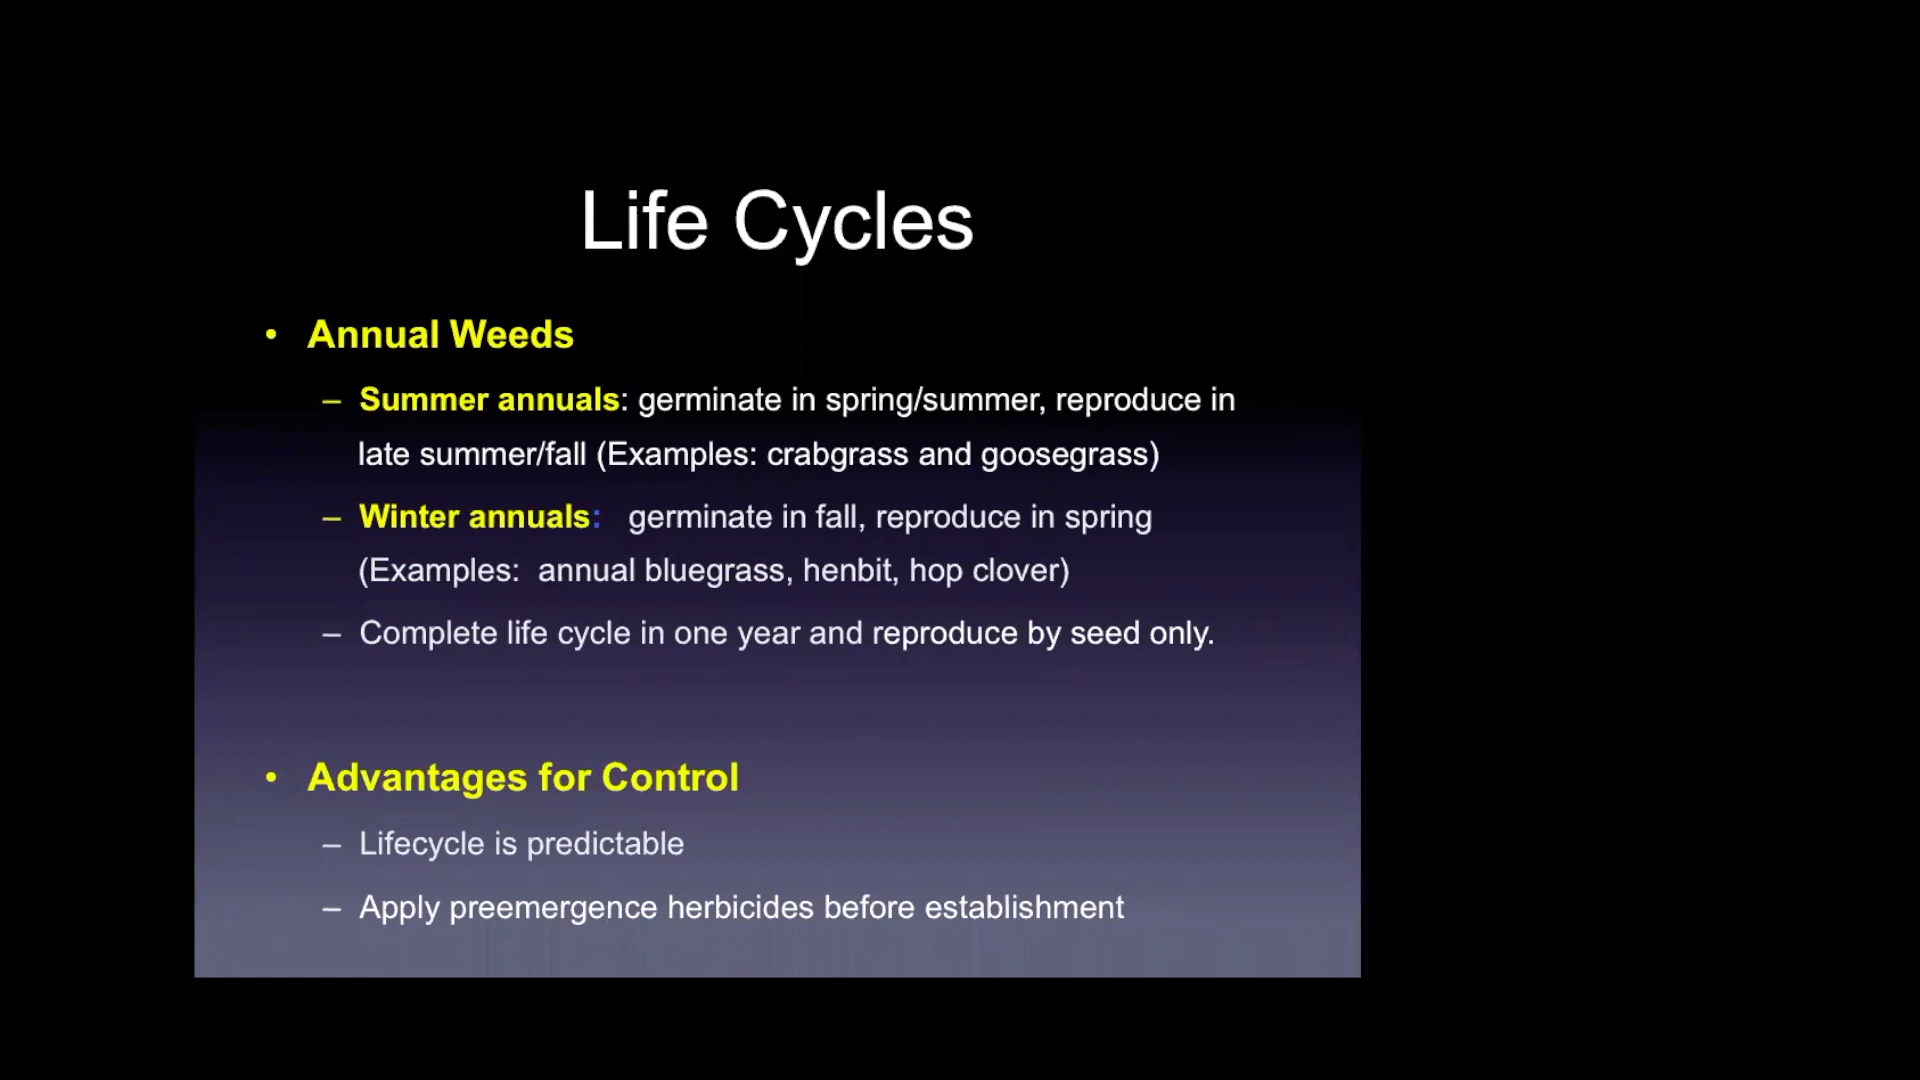 Life Cycles
• Annual Weeds
– Summer annuals: germinate in spring/summer, reproduce in
late summer/fall (Examples: crabgrass and goosegrass)
– Winter annuals: germinate in fall, reproduce in spring
(Examples: annual bluegrass, henbit, hop clover)
– Complete life cycle in one year and reproduce by seed only.
• Advantages for Control
– Lifecycle is predictable
– Apply preemergence herbicides before establishment